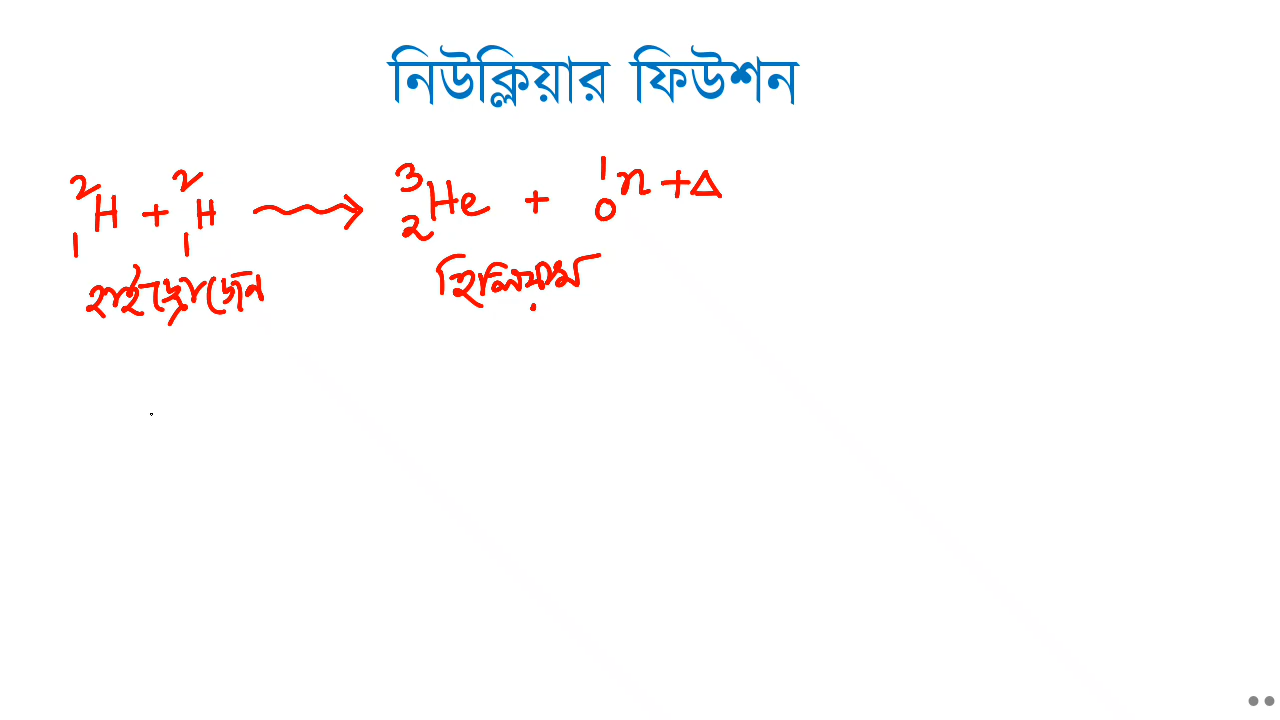 নিউক্লিয়ার ফিউশন
²₁H + ²₁H ⟿ ³₂He + ¹₀n + Δ
হাইড্রোজেন হিলিয়াম